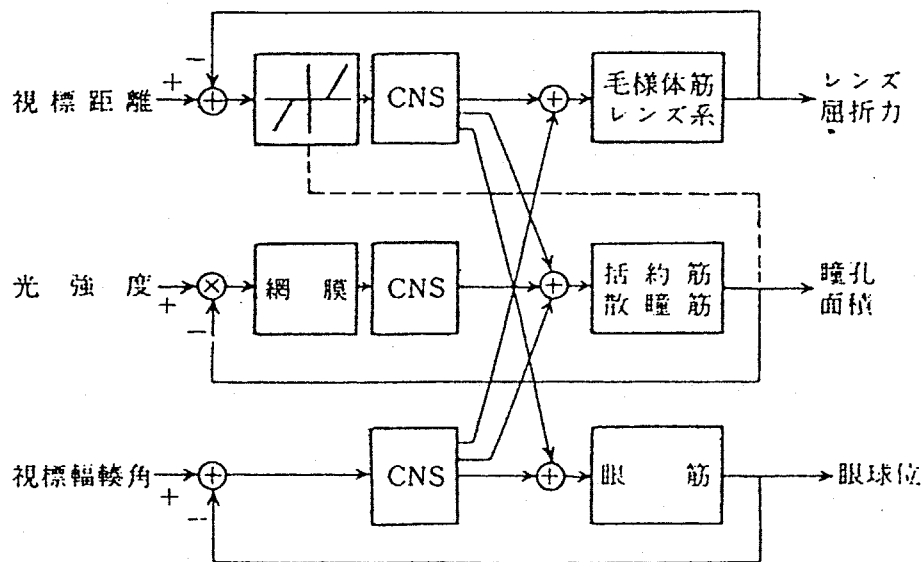 視標距離
CNS
毛様体筋
レンズ系
レンズ
屈折力
光強度
網膜
CNS
括約筋
散瞳筋
瞳孔
面積
視標輻輳角
CNS
眼筋
眼球位